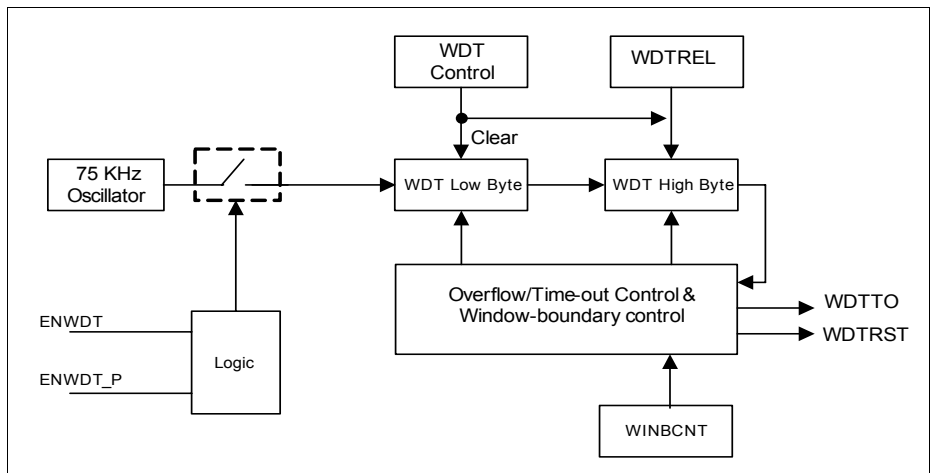 WDT
Control
WDTREL
Clear
75 KHz
Oscillator
WDT Low Byte
WDT High Byte
Overflow/Time-out Control &
Window-boundary control
WDTTO
WDTRST
ENWDT
Logic
ENWDT_P
WINBCNT